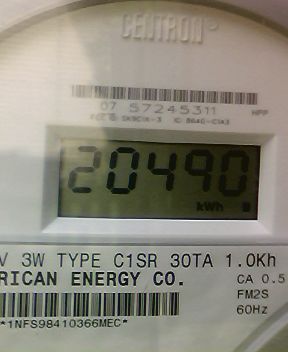 CENTRON®
07 57245311 HPP
20490
kWh
V 3W TYPE C1SR 30TA 1.0Kh
RICAN ENERGY CO.
CA 0.5
FM2S
60Hz
*1NFS98410366MEC*